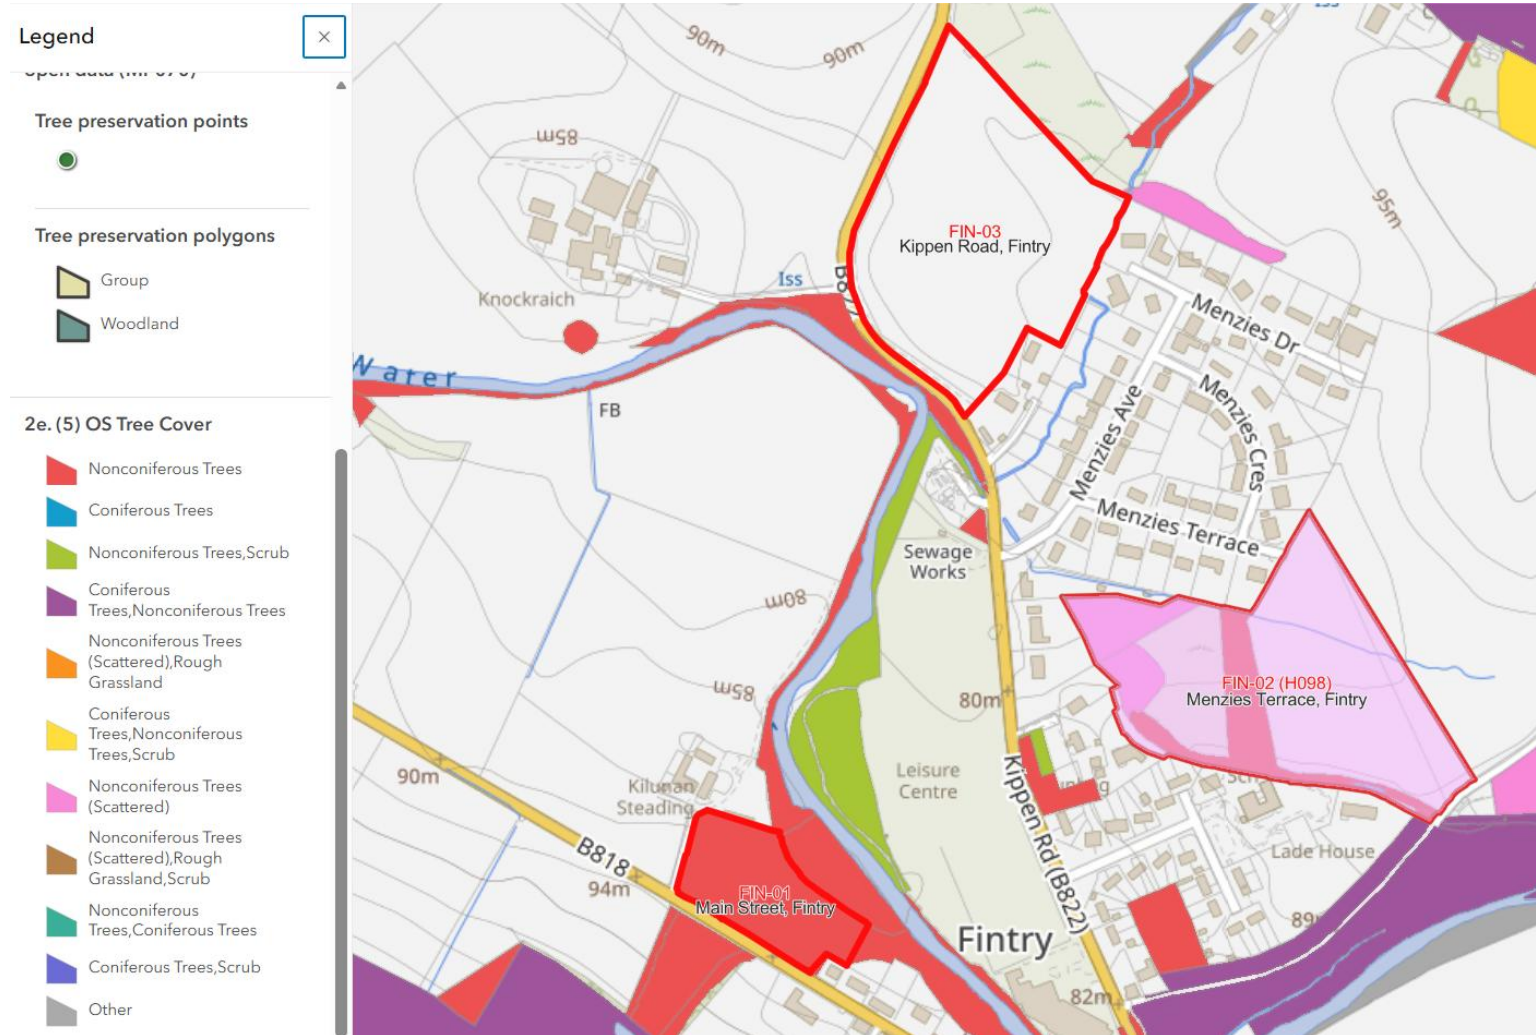 Legend
Tree preservation points
Tree preservation polygons
Group
Woodland
2e. (5) OS Tree Cover
Nonconiferous Trees
Coniferous Trees
Nonconiferous Trees,Scrub
Coniferous
Trees,Nonconiferous Trees
Nonconiferous Trees
(Scattered),Rough
Grassland
Coniferous
Trees,Nonconiferous
Trees,Scrub
Nonconiferous Trees
(Scattered)
Nonconiferous Trees
(Scattered),Rough
Grassland,Scrub
Nonconiferous
Trees,Coniferous Trees
Coniferous Trees,Scrub
Other
90m
90m
85m
Iss
95m
FIN-03
Kippen Road, Fintry
Iss
Knockraich
Water
FB
Menzies Dr
Menzies Cres
Menzies Ave
Menzies Terrace
Sewage
Works
80m
85m
80m
FIN-02 (H098)
Menzies Terrace, Fintry
90m
Leisure
Centre
Steading
Kippen Rd (B822)
B818
94m
FIN-01
Main Street, Fintry
Lade House
Fintry
82m